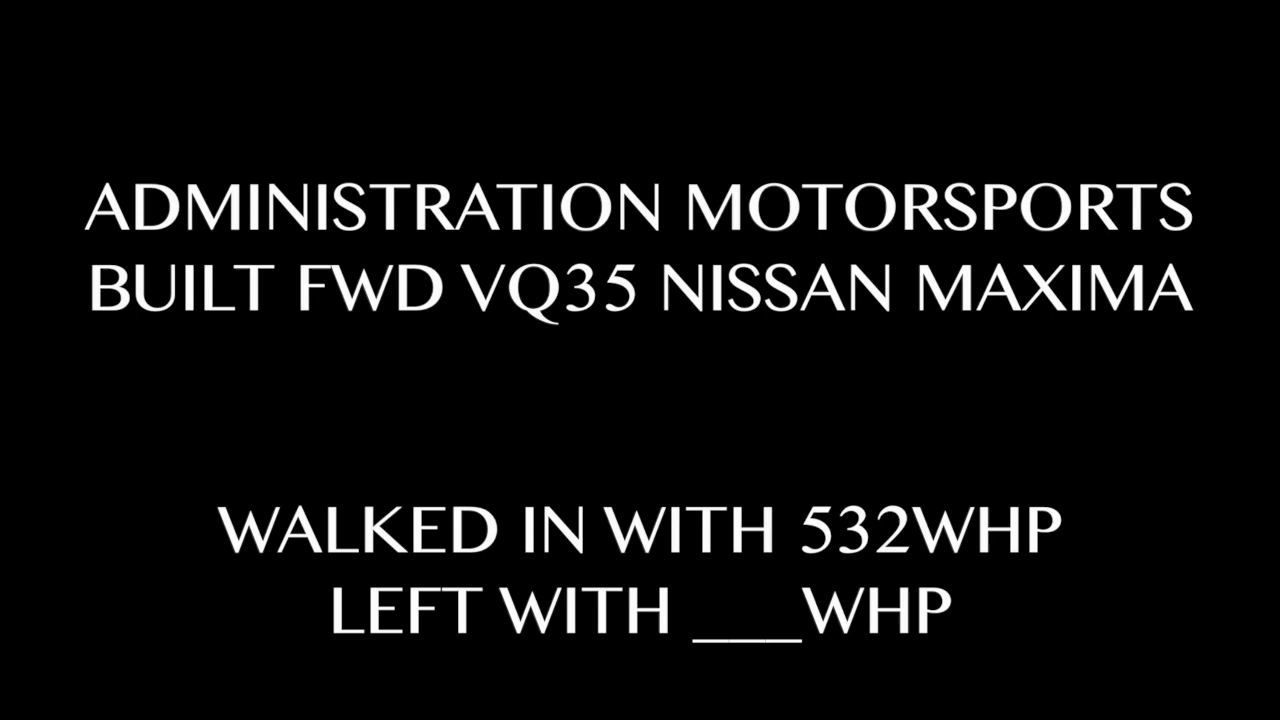 ADMINISTRATION MOTORSPORTS
BUILT FWD VQ35 NISSAN MAXIMA
WALKED IN WITH 532WHP
LEFT WITH ___WHP